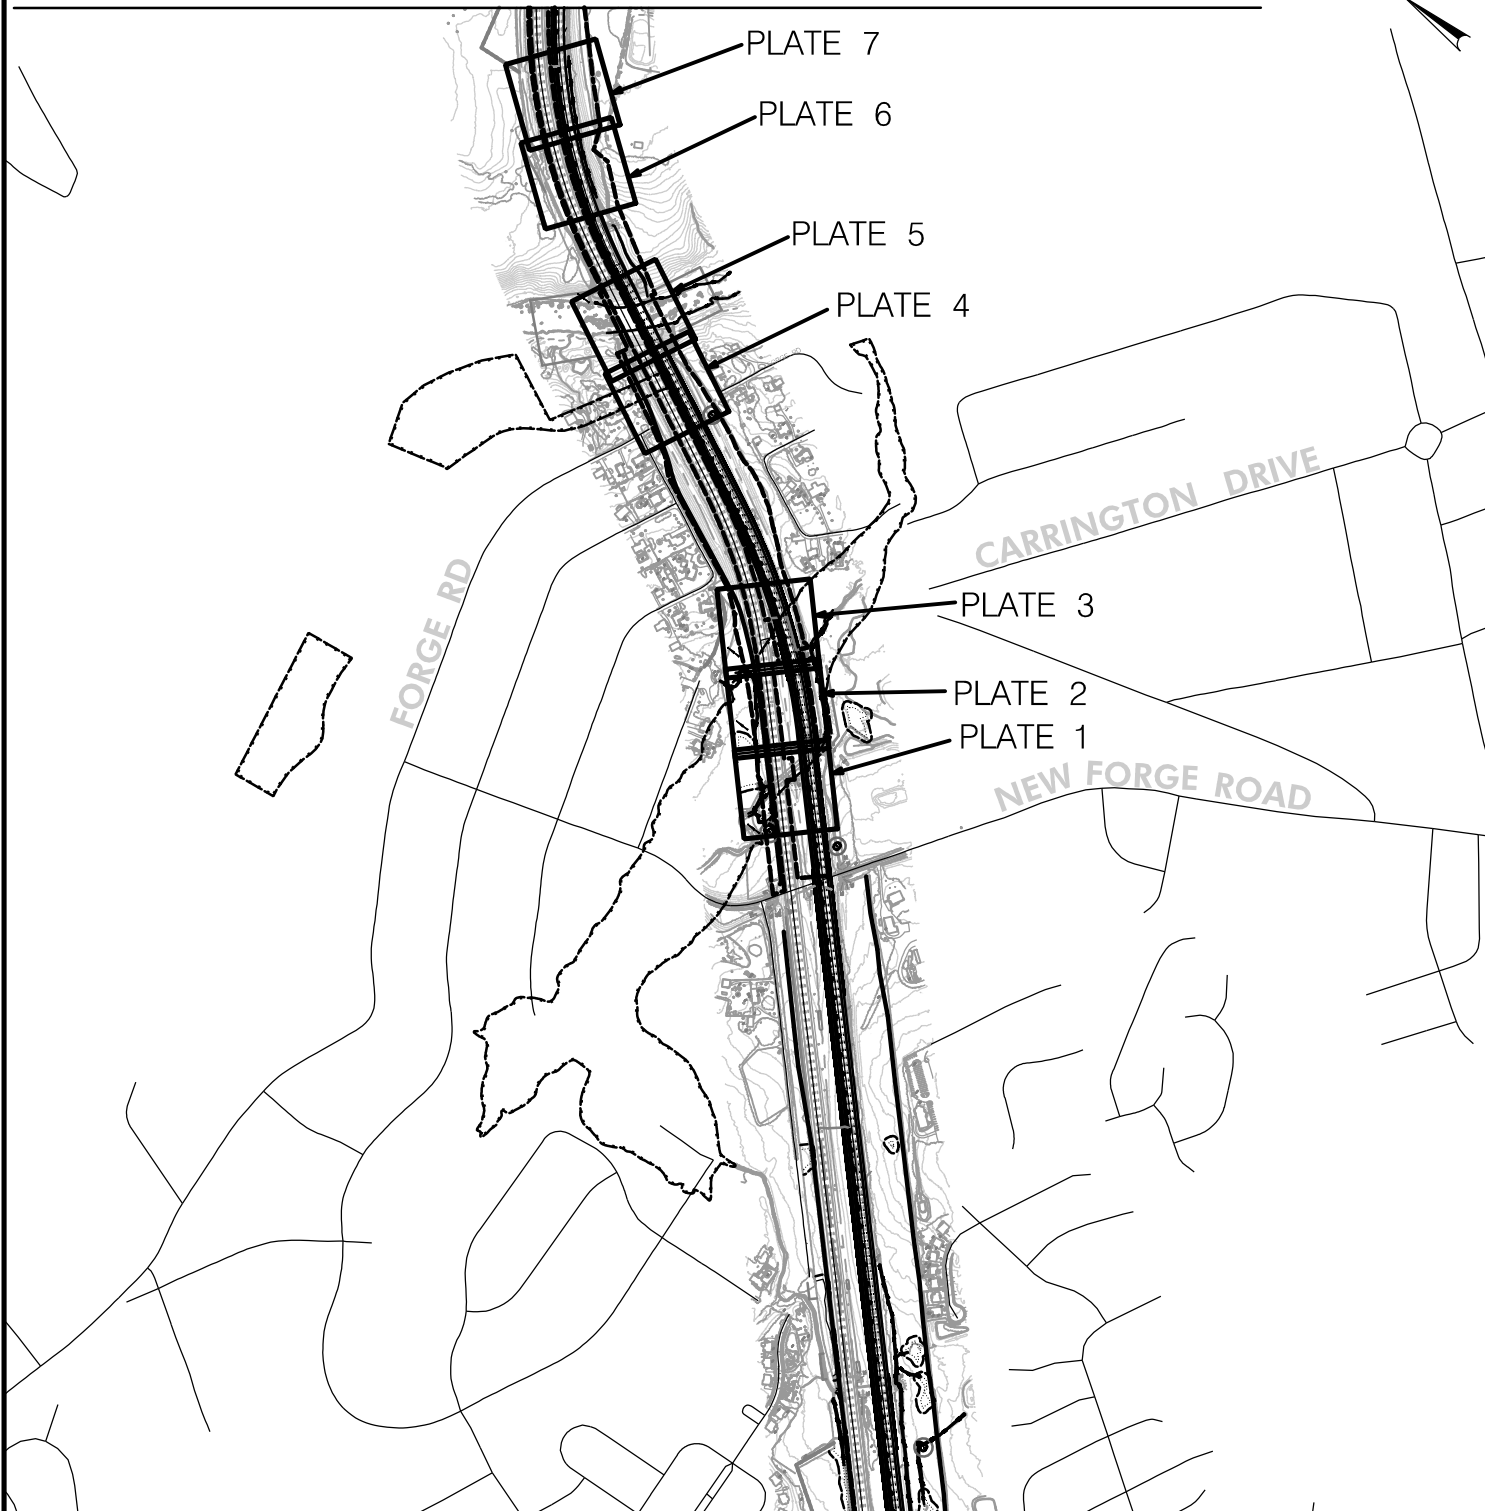 PLATE 7
PLATE 6
PLATE 5
PLATE 4
CARRINGTON DRIVE
FORGE RD
PLATE 3
PLATE 2
PLATE 1
NEW FORGE ROAD